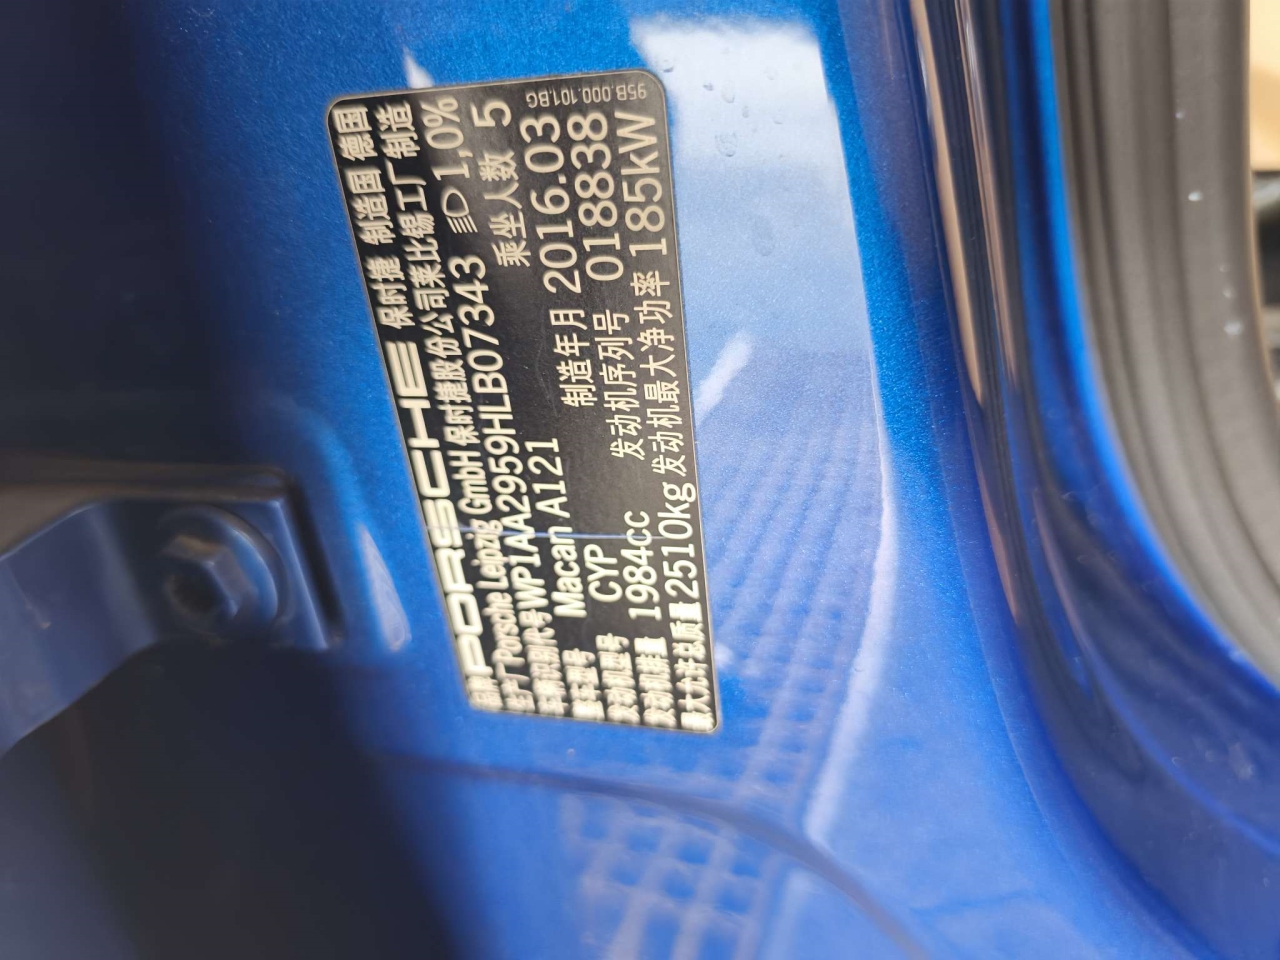 95B.000.101.BG
品牌 PORSCHE 保时捷 制造国 德国
生产厂 Porsche Leipzig GmbH 保时捷股份公司莱比锡工厂 制造
车辆识别代号 WP1AA2959HLB07343 1,0%
整车型号 Macan A121 乘坐人数 5
发动机型号 CYP 制造年月 2016.03
发动机排量 1984cc 发动机序列号 018838
最大允许总质量 2510kg 发动机最大净功率 185kW